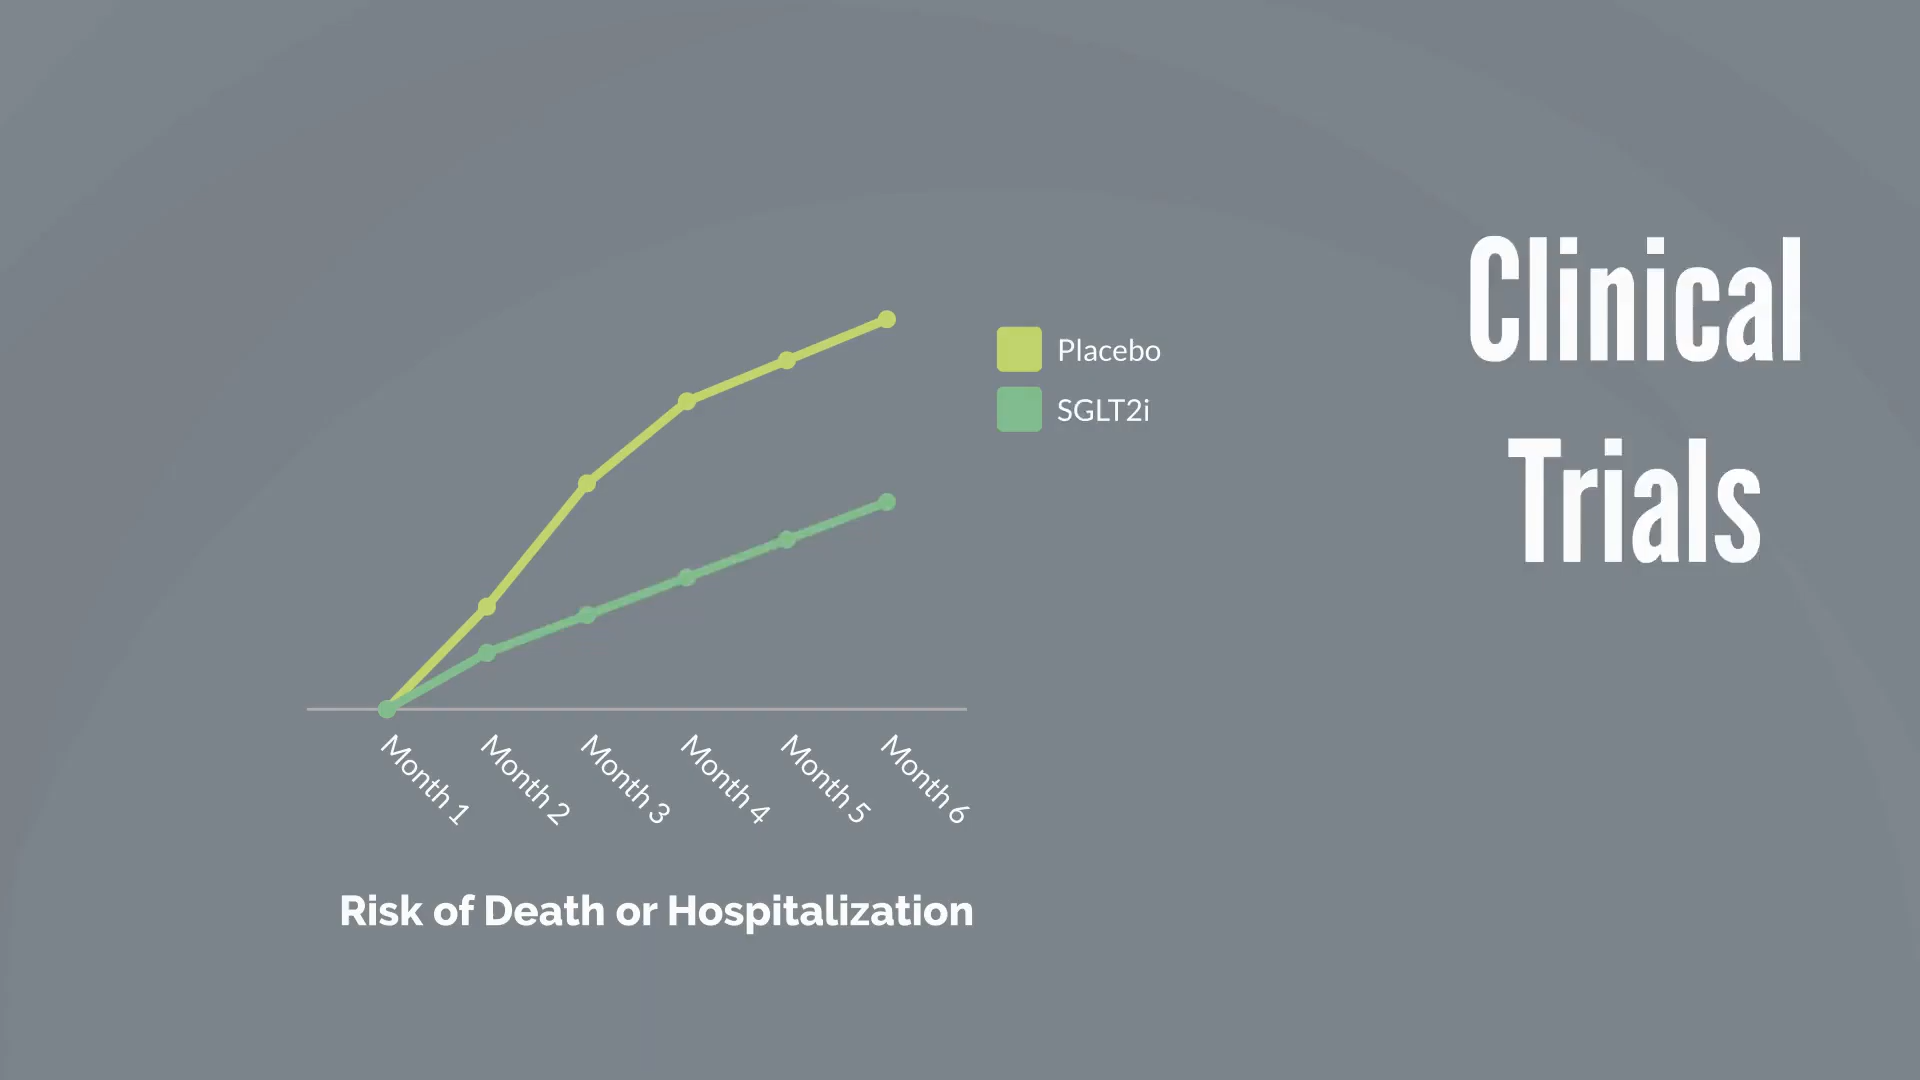 Clinical
Trials
Placebo
SGLT2i
Month 1
Month 2
Month 3
Month 4
Month 5
Month 6
Risk of Death or Hospitalization